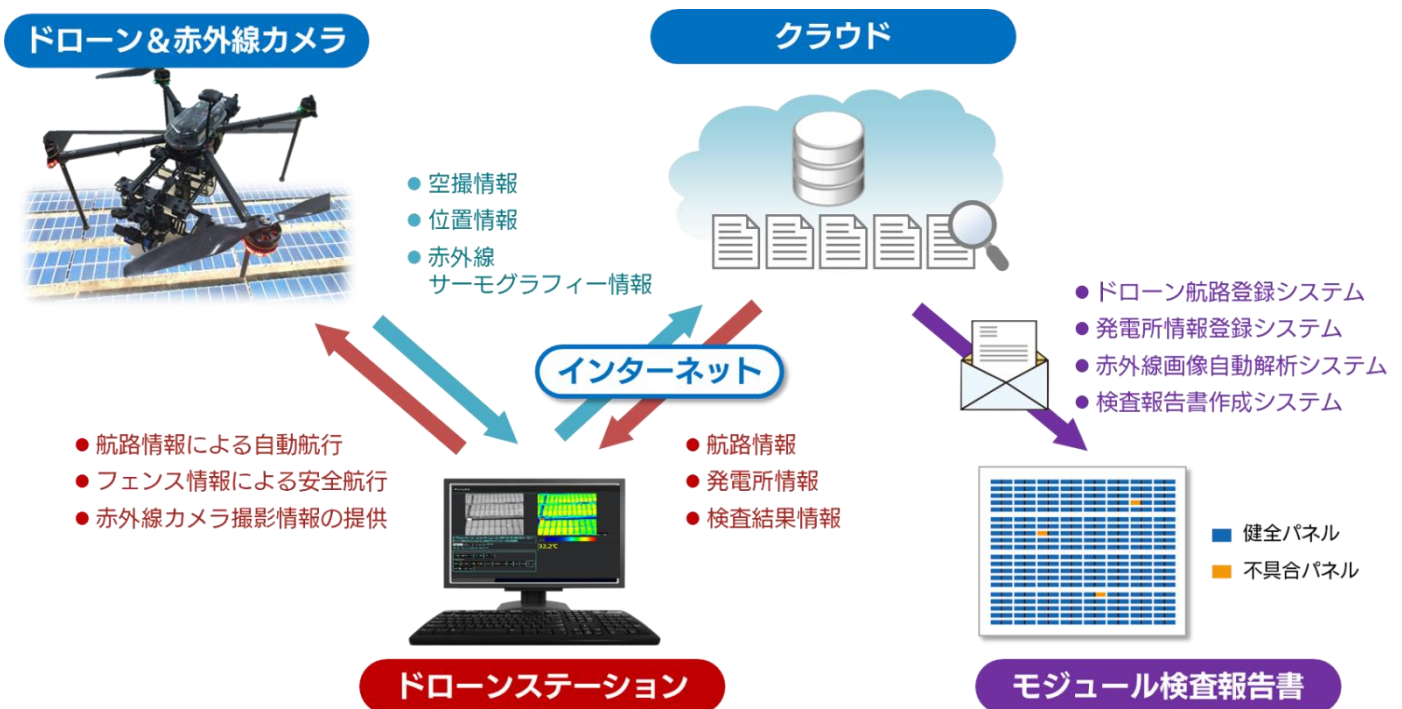 ドローン＆赤外線カメラ
クラウド
● 空撮情報
● 位置情報
● 赤外線
サーモグラフィー情報
インターネット
● ドローン航路登録システム
● 発電所情報登録システム
● 赤外線画像自動解析システム
● 検査報告書作成システム
● 航路情報による自動航行
● フェンス情報による安全航行
● 赤外線カメラ撮影情報の提供
● 航路情報
● 発電所情報
● 検査結果情報
32.2℃
健全パネル
不具合パネル
ドローンステーション
モジュール検査報告書